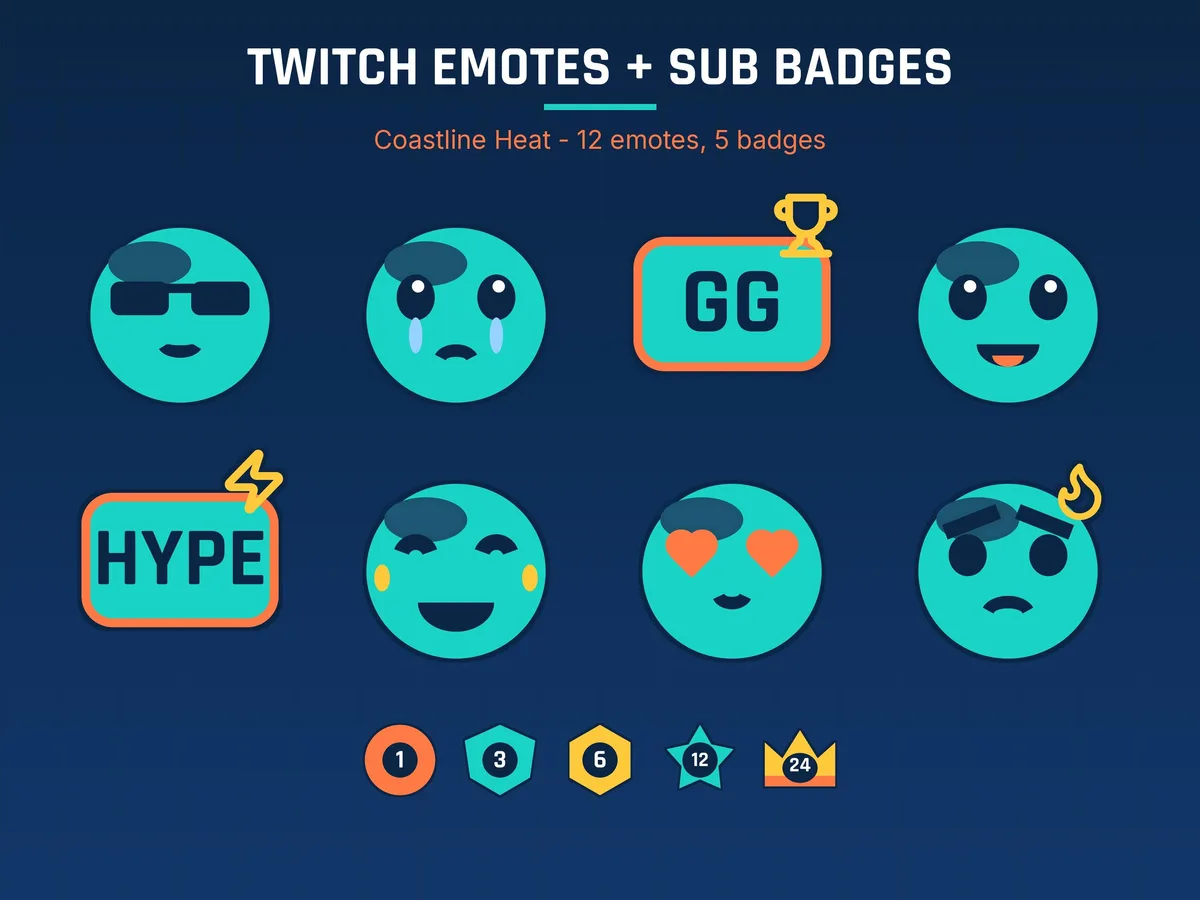 TWITCH EMOTES + SUB BADGES
Coastline Heat - 12 emotes, 5 badges
GG
HYPE
1 3 6 12 24